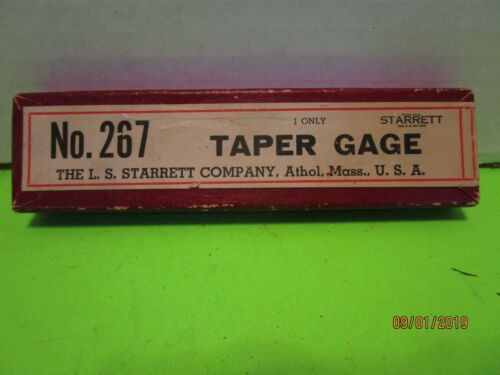 1 ONLY
STARRETT
No. 267
TAPER GAGE
THE L. S. STARRETT COMPANY, Athol, Mass., U. S. A.
09/01/2019